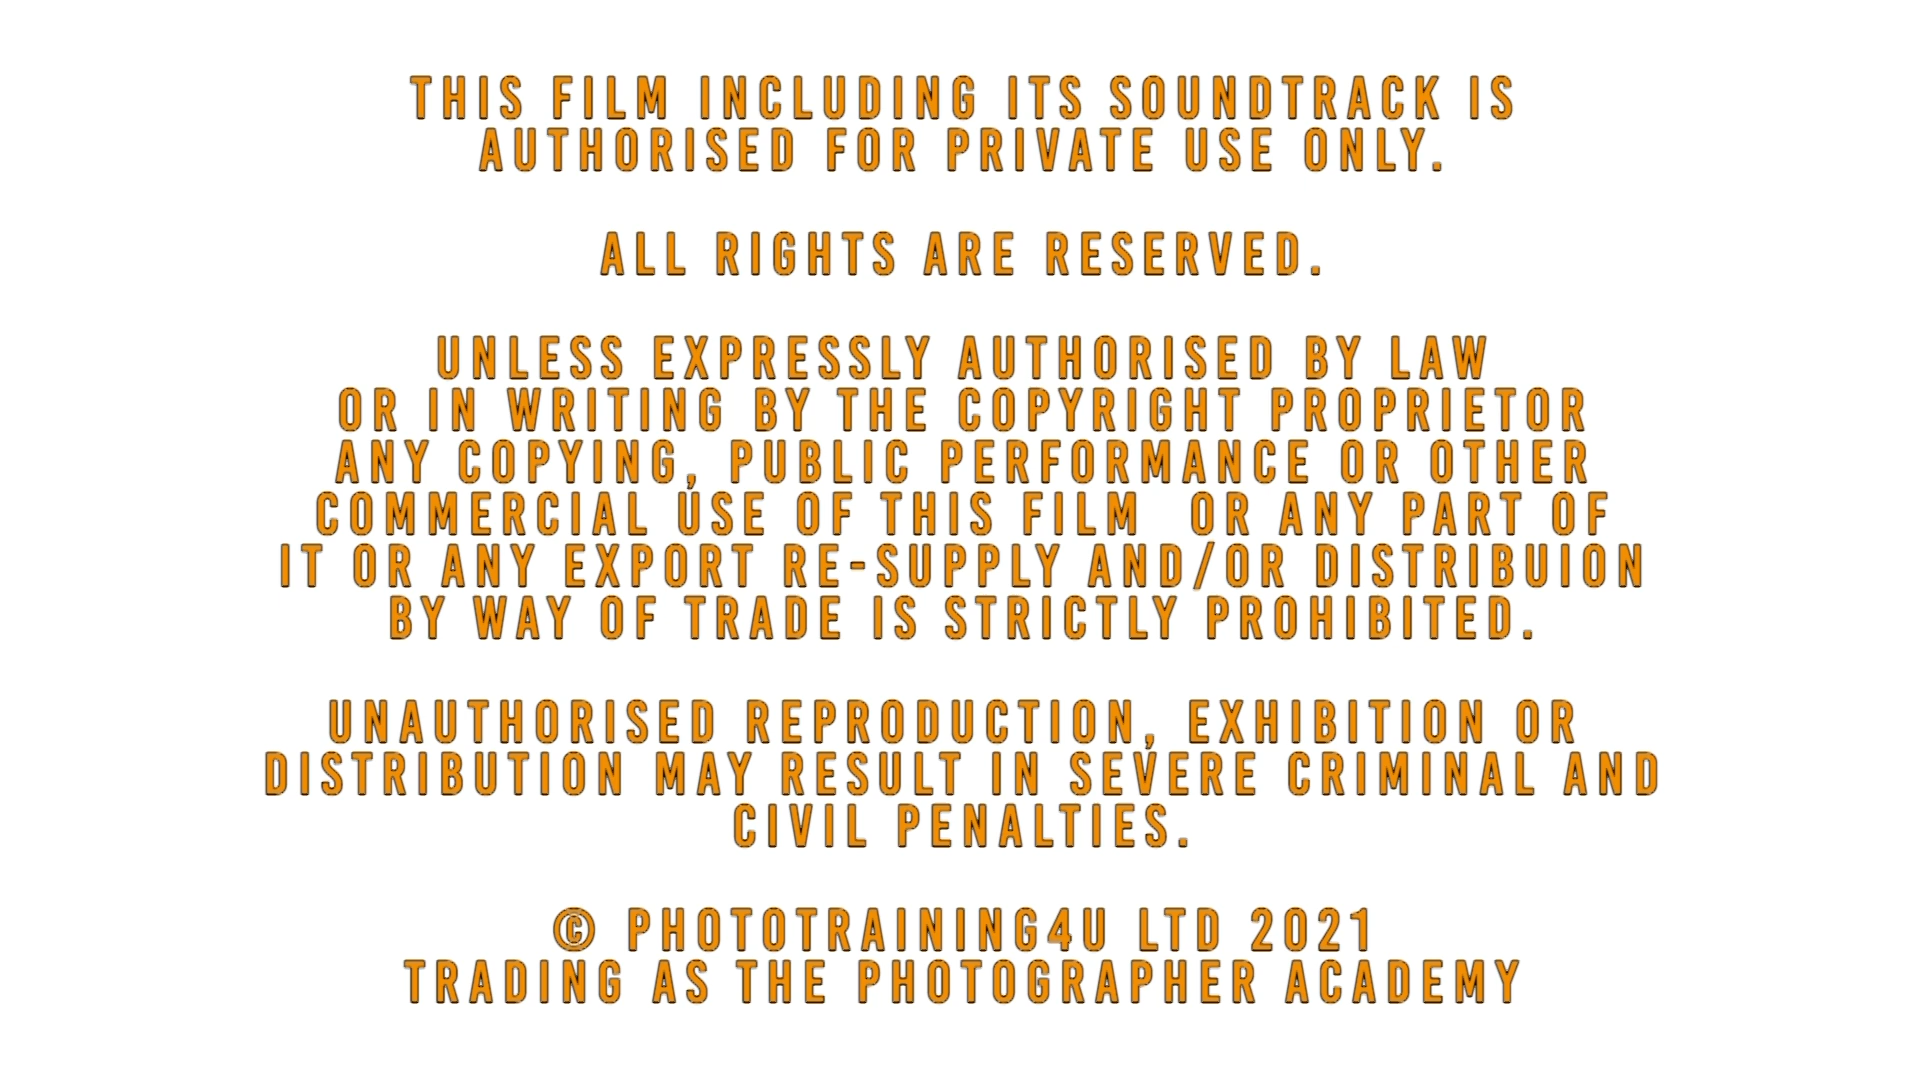 THIS FILM INCLUDING ITS SOUNDTRACK IS
AUTHORISED FOR PRIVATE USE ONLY.
ALL RIGHTS ARE RESERVED.
UNLESS EXPRESSLY AUTHORISED BY LAW
OR IN WRITING BY THE COPYRIGHT PROPRIETOR
ANY COPYING, PUBLIC PERFORMANCE OR OTHER
COMMERCIAL USE OF THIS FILM OR ANY PART OF
IT OR ANY EXPORT RE-SUPPLY AND/OR DISTRIBUION
BY WAY OF TRADE IS STRICTLY PROHIBITED.
UNAUTHORISED REPRODUCTION, EXHIBITION OR
DISTRIBUTION MAY RESULT IN SEVERE CRIMINAL AND
CIVIL PENALTIES.
© PHOTOTRAINING4U LTD 2021
TRADING AS THE PHOTOGRAPHER ACADEMY